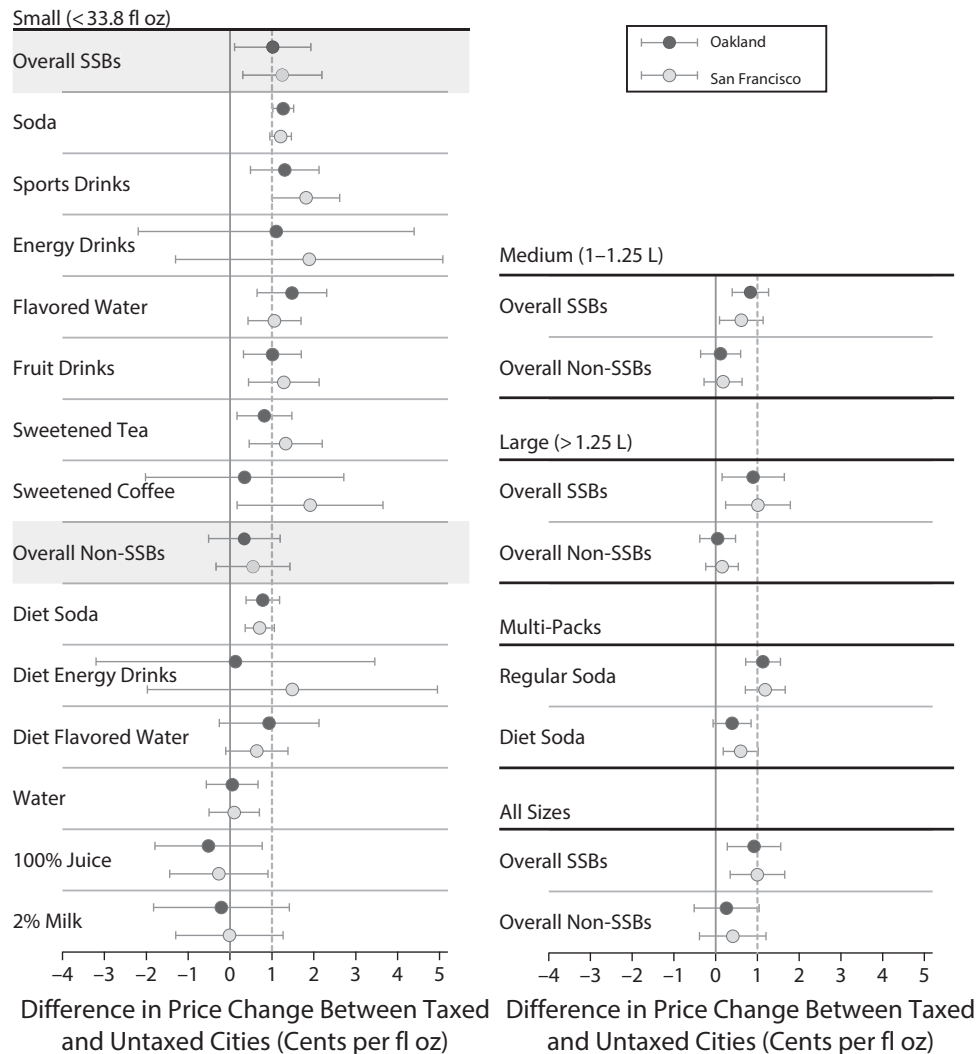 Small (< 33.8 fl oz)
Overall SSBs
Soda
Sports Drinks
Energy Drinks
Flavored Water
Fruit Drinks
Sweetened Tea
Sweetened Coffee
Overall Non-SSBs
Diet Soda
Diet Energy Drinks
Diet Flavored Water
Water
100% Juice
2% Milk
–4 –3 –2 –1 0 1 2 3 4 5
Difference in Price Change Between Taxed
and Untaxed Cities (Cents per fl oz)
Oakland
San Francisco
Medium (1–1.25 L)
Overall SSBs
Overall Non-SSBs
Large (> 1.25 L)
Overall SSBs
Overall Non-SSBs
Multi-Packs
Regular Soda
Diet Soda
All Sizes
Overall SSBs
Overall Non-SSBs
–4 –3 –2 –1 0 1 2 3 4 5
Difference in Price Change Between Taxed
and Untaxed Cities (Cents per fl oz)